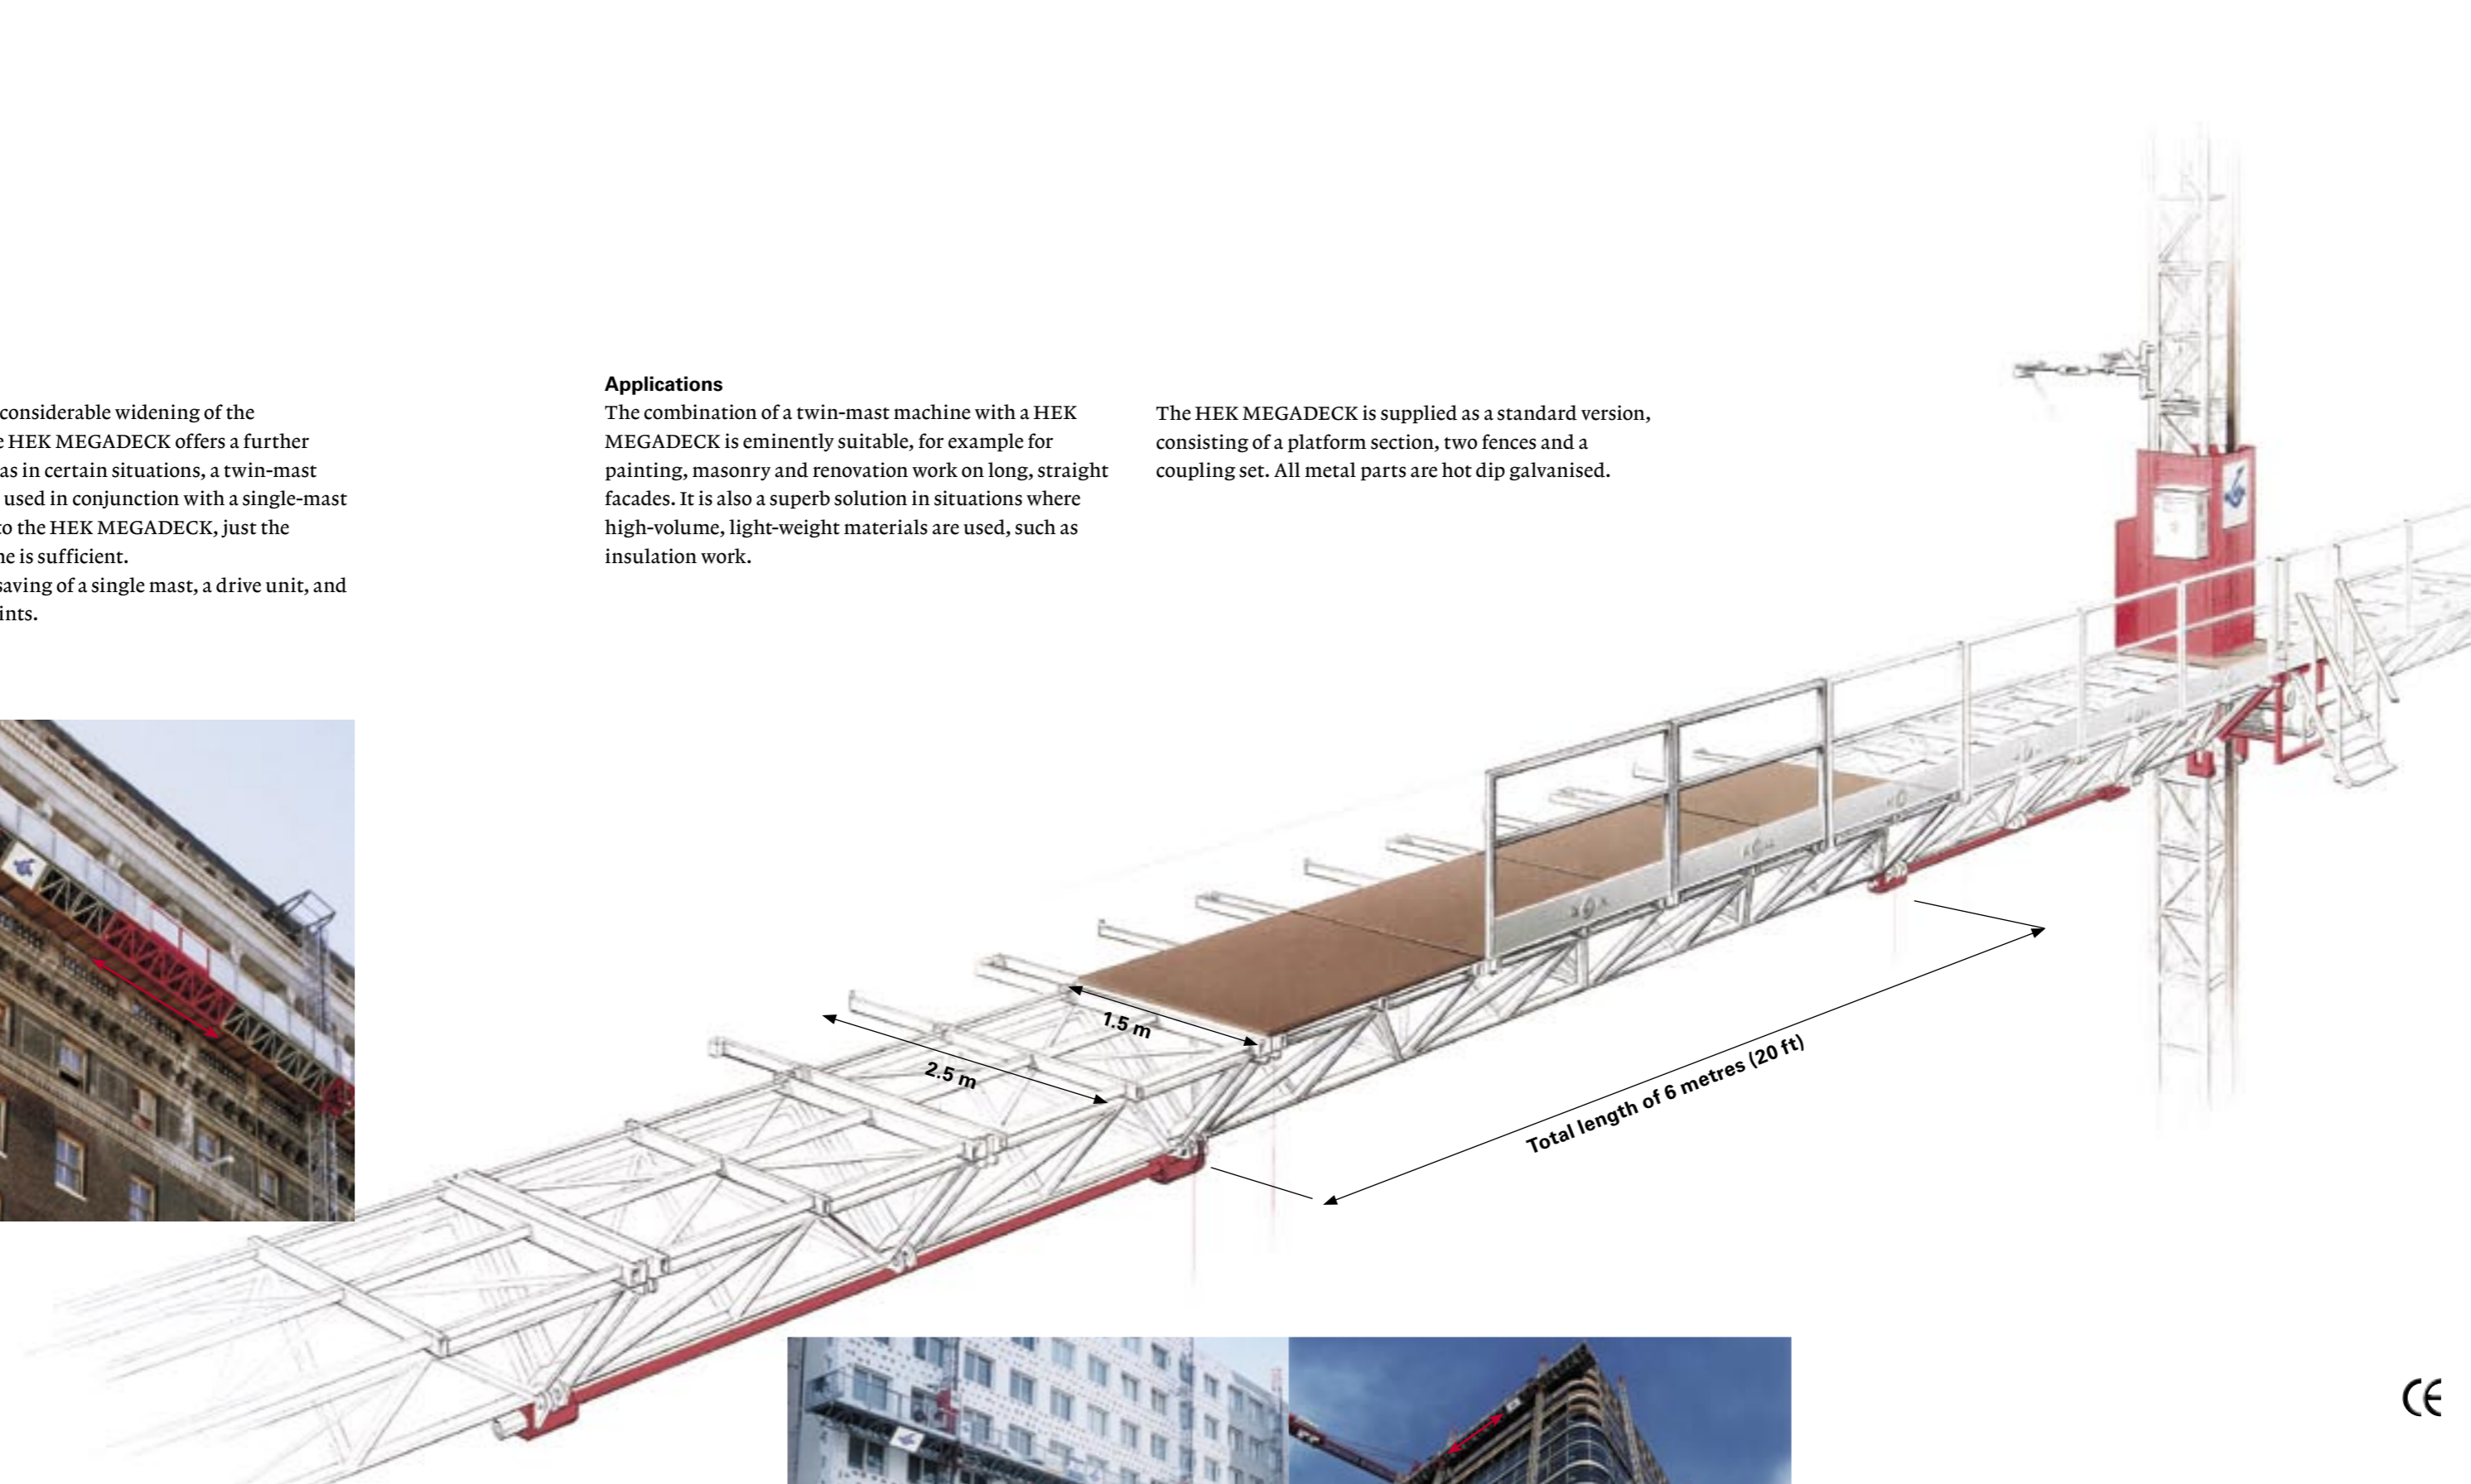 considerable widening of the
HEK MEGADECK offers a further
as in certain situations, a twin-mast
used in conjunction with a single-mast
to the HEK MEGADECK, just the
is sufficient.
saving of a single mast, a drive unit, and
Applications
The combination of a twin-mast machine with a HEK
MEGADECK is eminently suitable, for example for
painting, masonry and renovation work on long, straight
facades. It is also a superb solution in situations where
high-volume, light-weight materials are used, such as
insulation work.
The HEK MEGADECK is supplied as a standard version,
consisting of a platform section, two fences and a
coupling set. All metal parts are hot dip galvanised.
1.5 m
2.5 m
Total length of 6 metres (20 ft)
CE